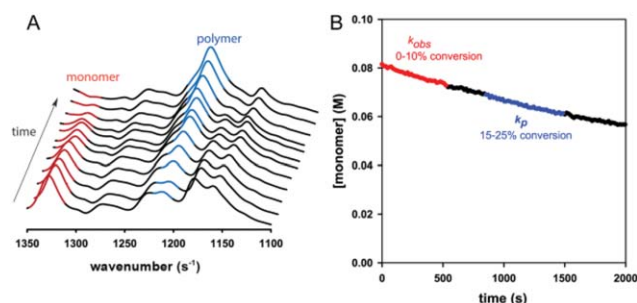 A
polymer
monomer
time
1350 1300 1250 1200 1150 1100
wavenumber (s⁻¹)
B
0.10
0.08
0.06
0.04
0.02
0.00
[monomer] (M)
kobs
0-10% conversion
kp
15-25% conversion
0 500 1000 1500 2000
time (s)